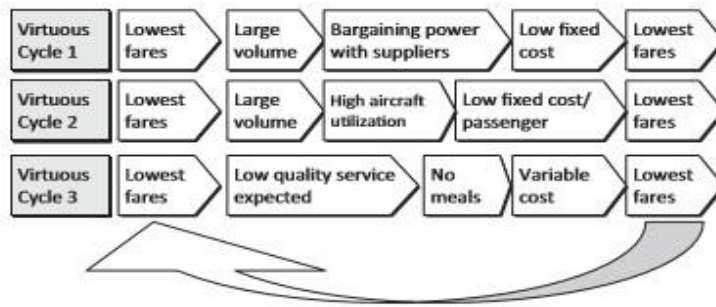 Virtuous
Cycle 1
Lowest
fares
Large
volume
Bargaining power
with suppliers
Low fixed
cost
Lowest
fares
Virtuous
Cycle 2
Lowest
fares
Large
volume
High aircraft
utilization
Low fixed cost/
passenger
Lowest
fares
Virtuous
Cycle 3
Lowest
fares
Low quality service
expected
No
meals
Variable
cost
Lowest
fares